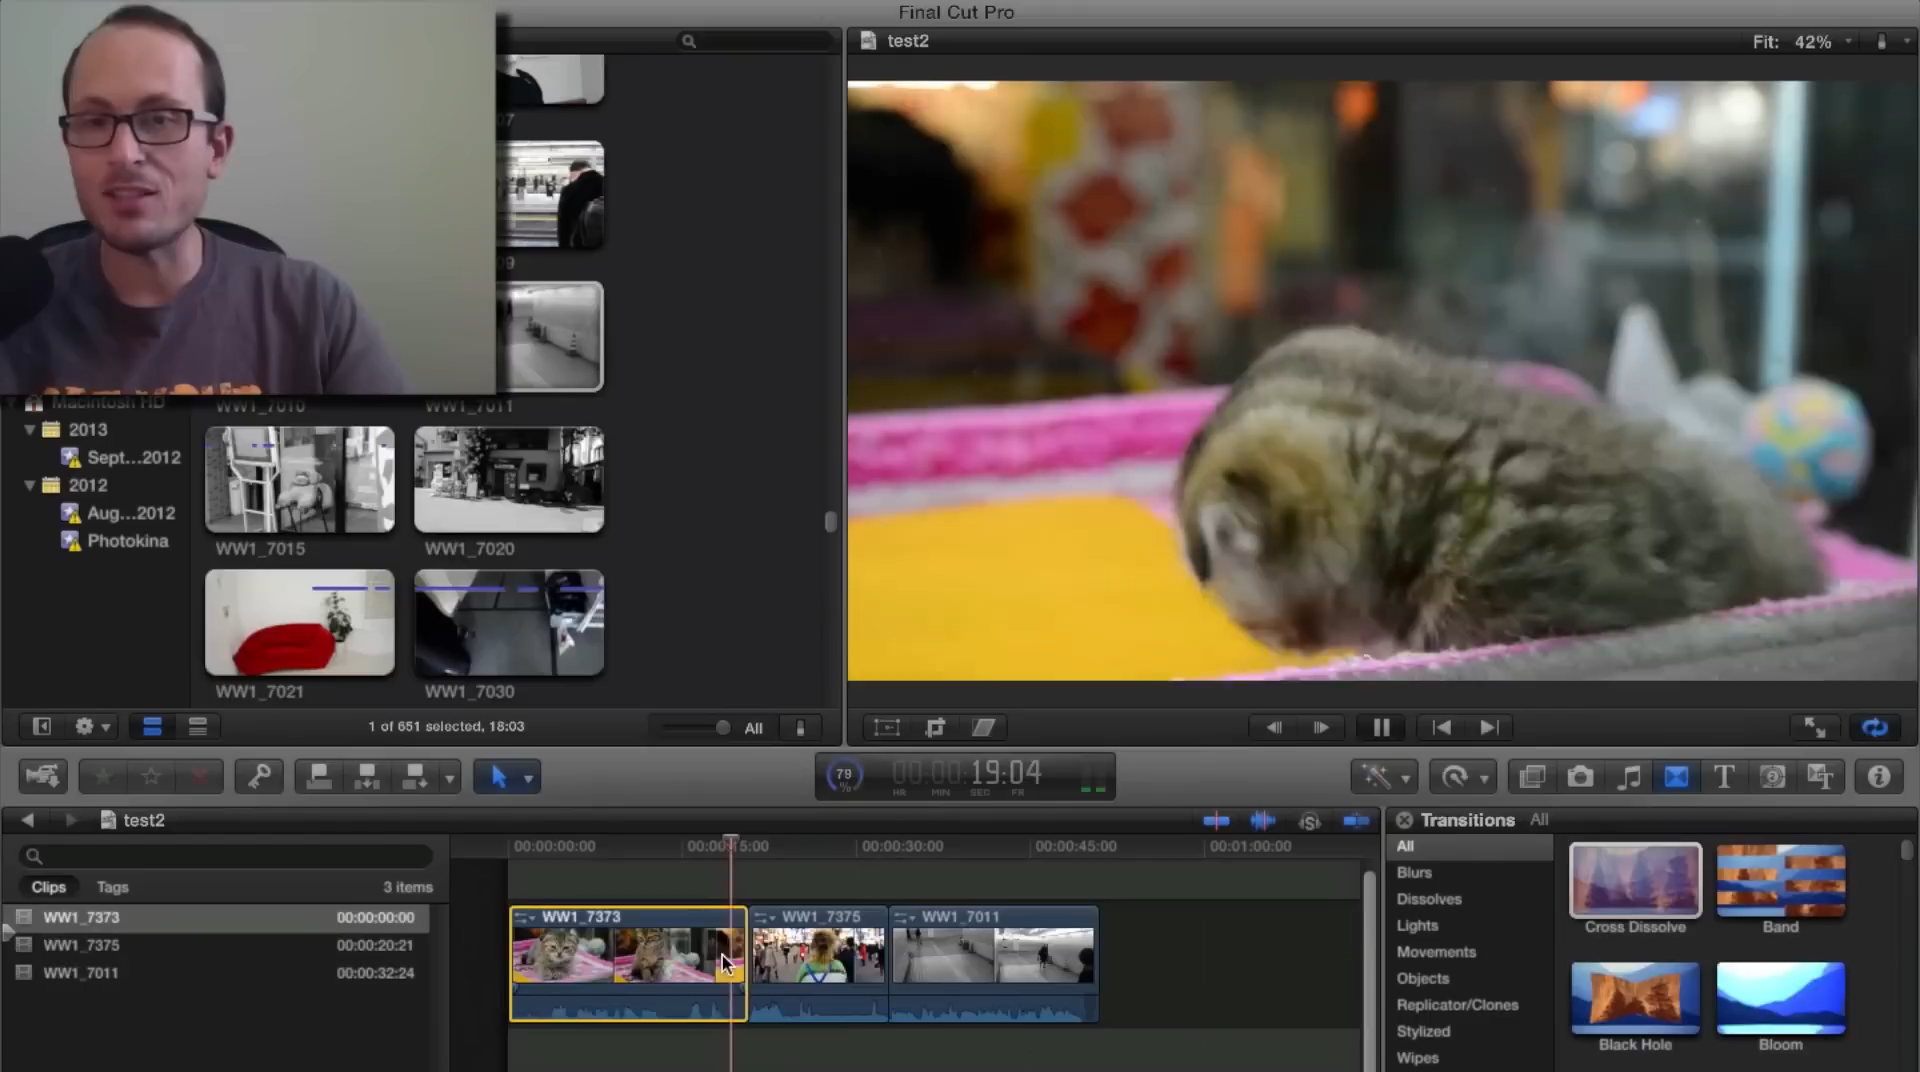 Final Cut Pro
test2
Fit: 42%
07
09
Macintosh HD
WW1_7010
WW1_7011
2013
Sept...2012
2012
Aug...2012
Photokina
WW1_7015
WW1_7020
WW1_7021
WW1_7030
1 of 651 selected, 18:03
All
79
%
00:00:19:04
HR MIN SEC FR
test2
Clips
Tags
3 items
WW1_7373 00:00:00:00
WW1_7375 00:00:20:21
WW1_7011 00:00:32:24
00:00:00:00
00:00:15:00
00:00:30:00
00:00:45:00
00:01:00:00
WW1_7373
WW1_7375
WW1_7011
Transitions All
All
Blurs
Dissolves
Lights
Movements
Objects
Replicator/Clones
Stylized
Wipes
Cross Dissolve
Band
Black Hole
Bloom